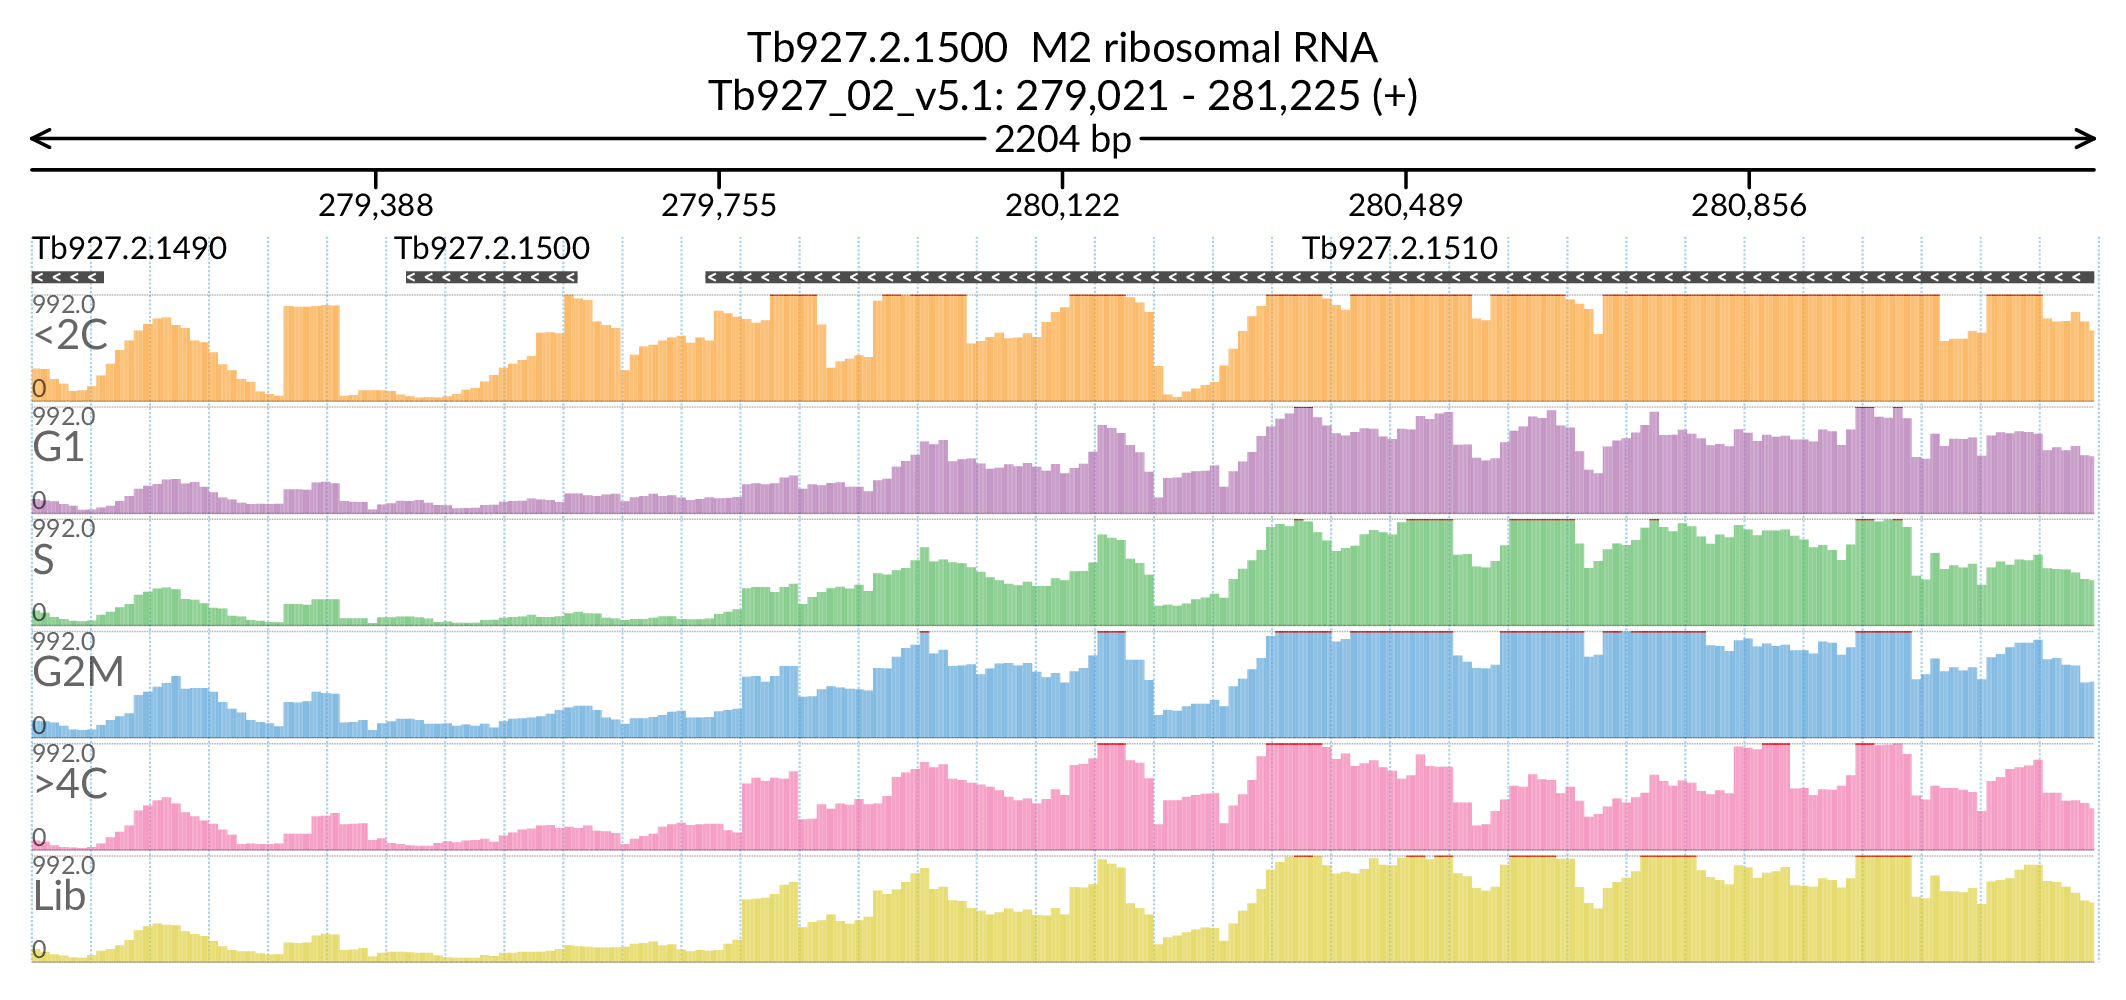 Tb927.2.1500  M2 ribosomal RNA
Tb927_02_v5.1: 279,021 - 281,225 (+)
2204 bp
279,388 279,755 280,122 280,489 280,856
Tb927.2.1490 Tb927.2.1500 Tb927.2.1510
992.0
<2C
0
992.0
G1
0
992.0
S
0
992.0
G2M
0
992.0
>4C
0
992.0
Lib
0